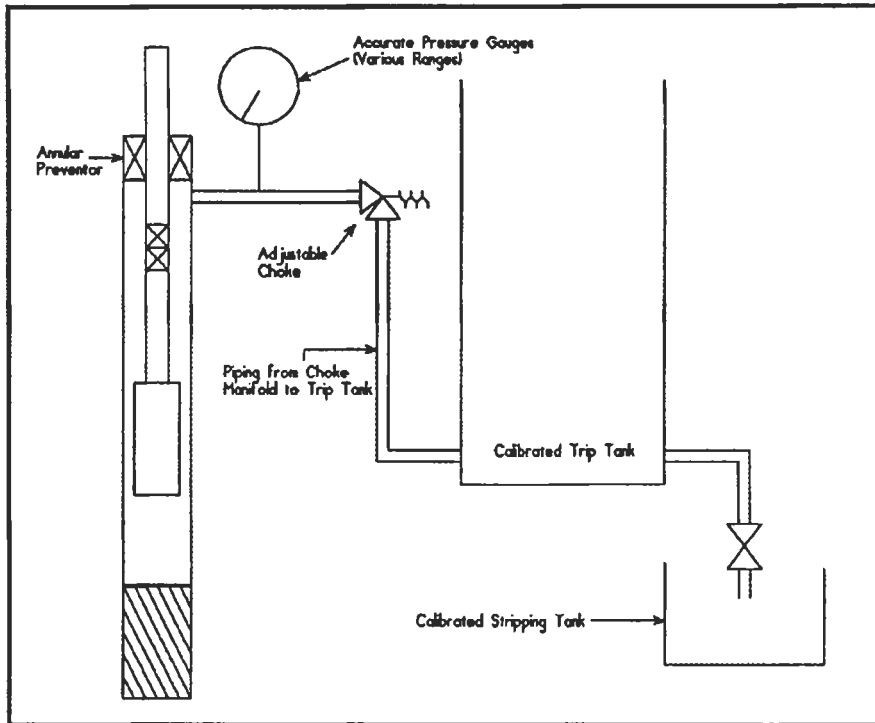 Accurate Pressure Gauges
(Various Ranges)
Annular
Preventor
Adjustable
Choke
Piping from Choke
Manifold to Trip Tank
Calibrated Trip Tank
Calibrated Stripping Tank